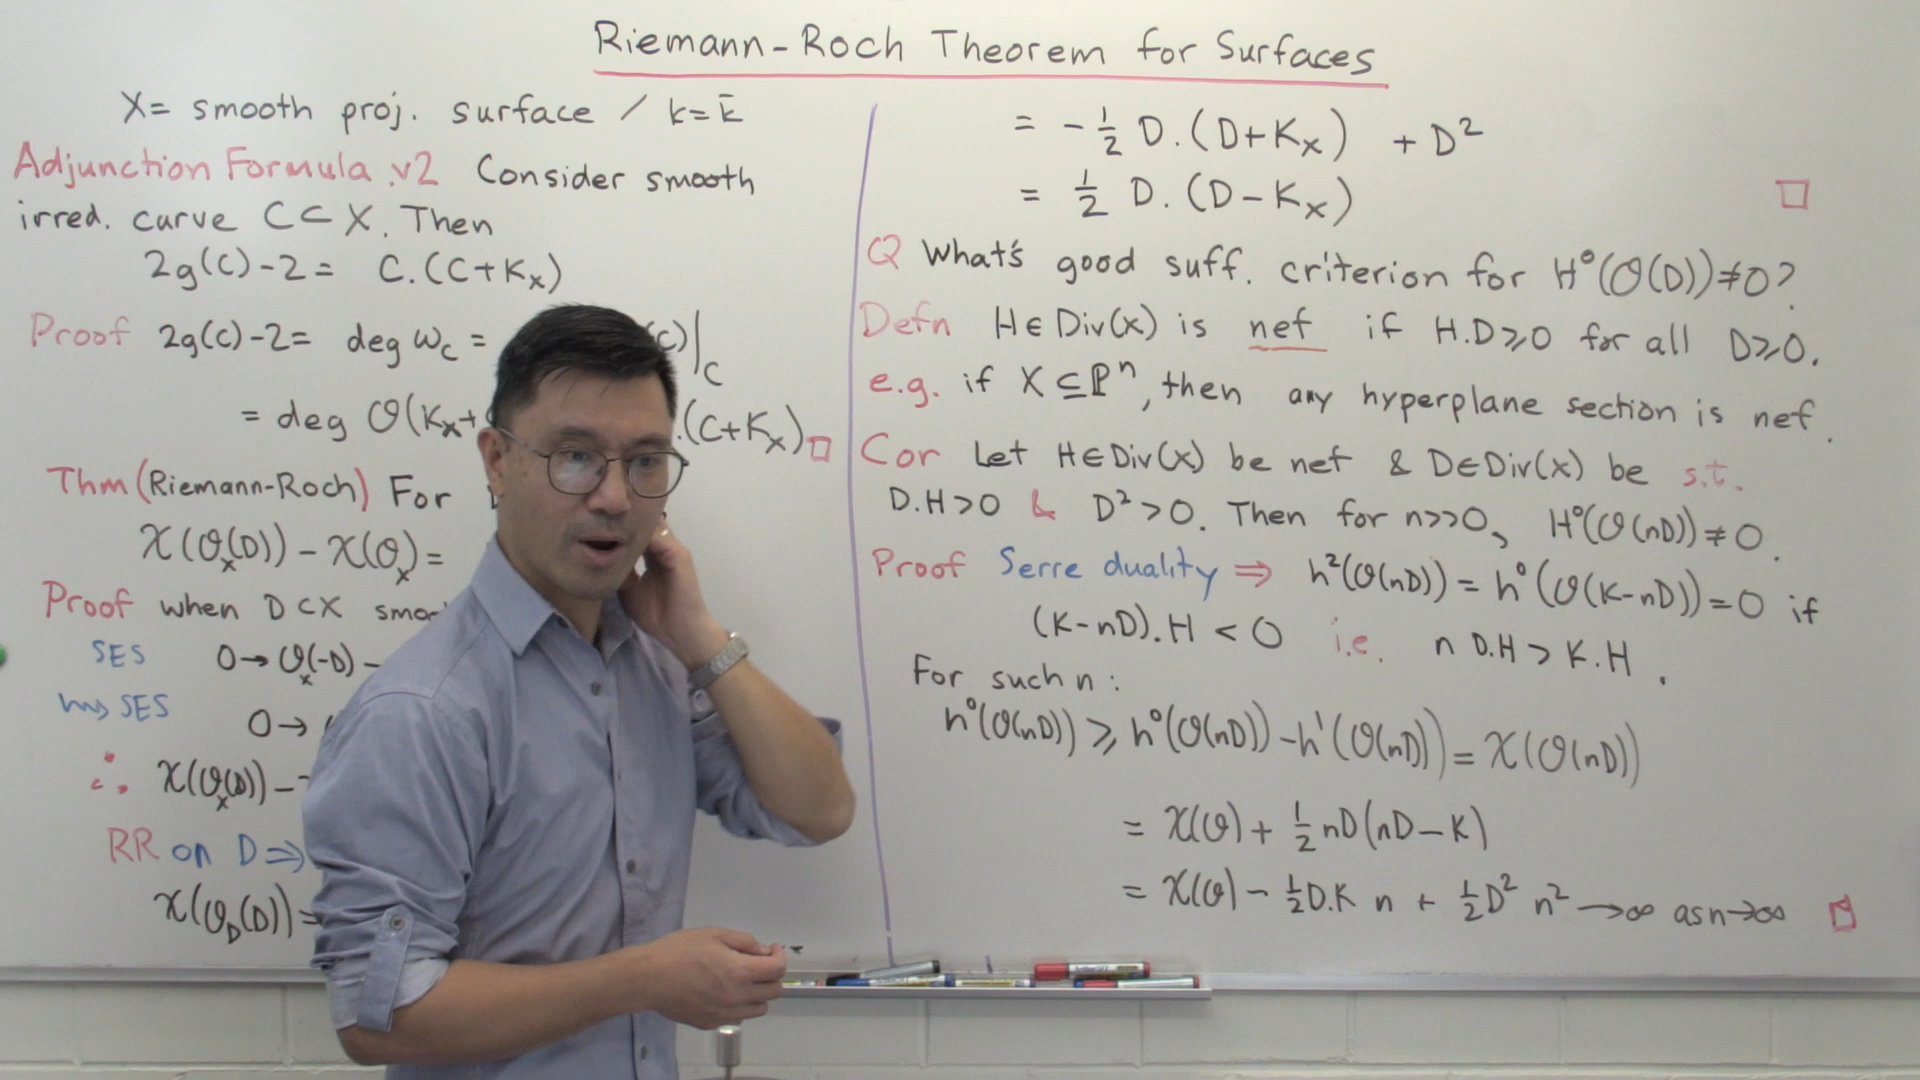 Riemann-Roch Theorem for Surfaces
X= smooth proj. surface / k=k̄
Adjunction Formula v2 Consider smooth
irred. curve C⊂X. Then
2g(C)-2= C.(C+K_X)
Proof 2g(C)-2= deg ω_C = (C)|_C
= deg O(K_X+ .(C+K_X) □
Thm (Riemann-Roch) For
χ(O_X(D)) - χ(O_X) =
Proof when D⊂X smo
SES 0→ O_X(-D) -
⇝ SES 0→
∴ χ(O_X(D)) -
RR on D ⇒
χ(O_D(D)) =
= -½ D.(D+K_X) + D²
= ½ D.(D-K_X) □
Q What's good suff. criterion for H⁰(O(D))≠0?
Defn H∈Div(X) is nef if H.D⩾0 for all D⩾0.
e.g. if X⊆ℙⁿ, then any hyperplane section is nef.
Cor Let H∈Div(X) be nef & D∈Div(X) be s.t.
D.H>0 & D²>0. Then for n>>0, H⁰(O(nD))≠0.
Proof Serre duality ⇒ h²(O(nD)) = h⁰(O(K-nD))=0 if
(K-nD).H < 0 i.e. n D.H > K.H.
For such n:
h⁰(O(nD)) ⩾ h⁰(O(nD)) - h¹(O(nD)) = χ(O(nD))
= χ(O) + ½ nD(nD-K)
= χ(O) - ½D.K n + ½D² n² → ∞ as n→∞ □